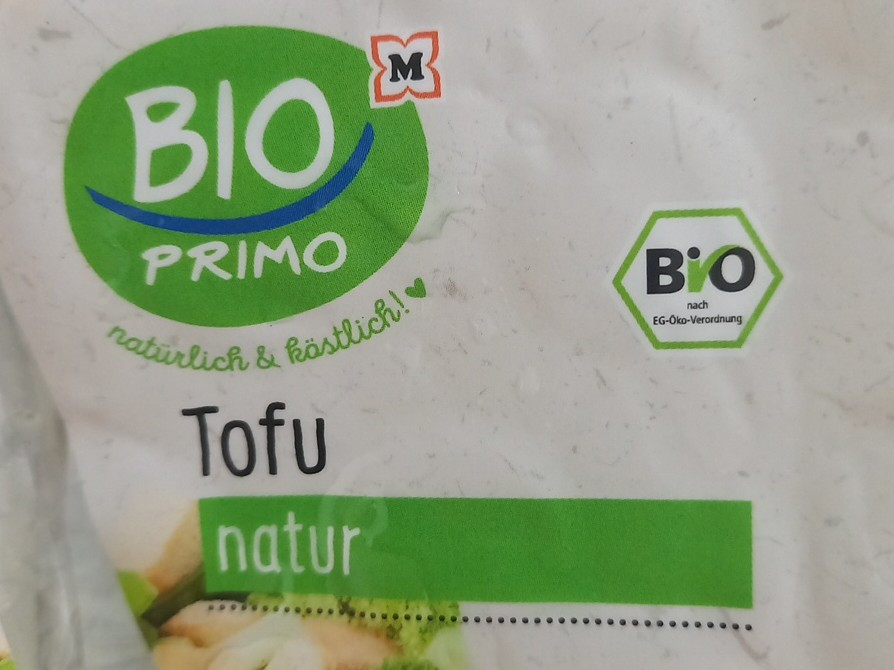 BIO
M
PRIMO
natürlich & köstlich!
BiO
nach
EG-Öko-Verordnung
Tofu
natur